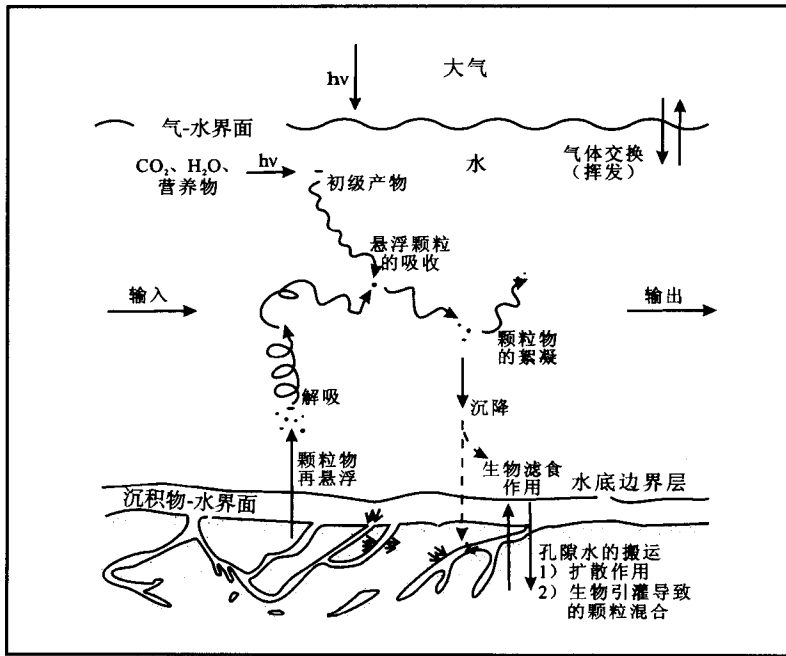 大气
hν
气-水界面
水
气体交换
(挥发)
CO₂、H₂O、
营养物
hν
初级产物
悬浮颗粒
的吸收
输入
输出
颗粒物
的絮凝
解吸
沉降
颗粒物
再悬浮
生物滤食
作用
水底边界层
沉积物-水界面
孔隙水的搬运
1) 扩散作用
2) 生物引灌导致
的颗粒混合